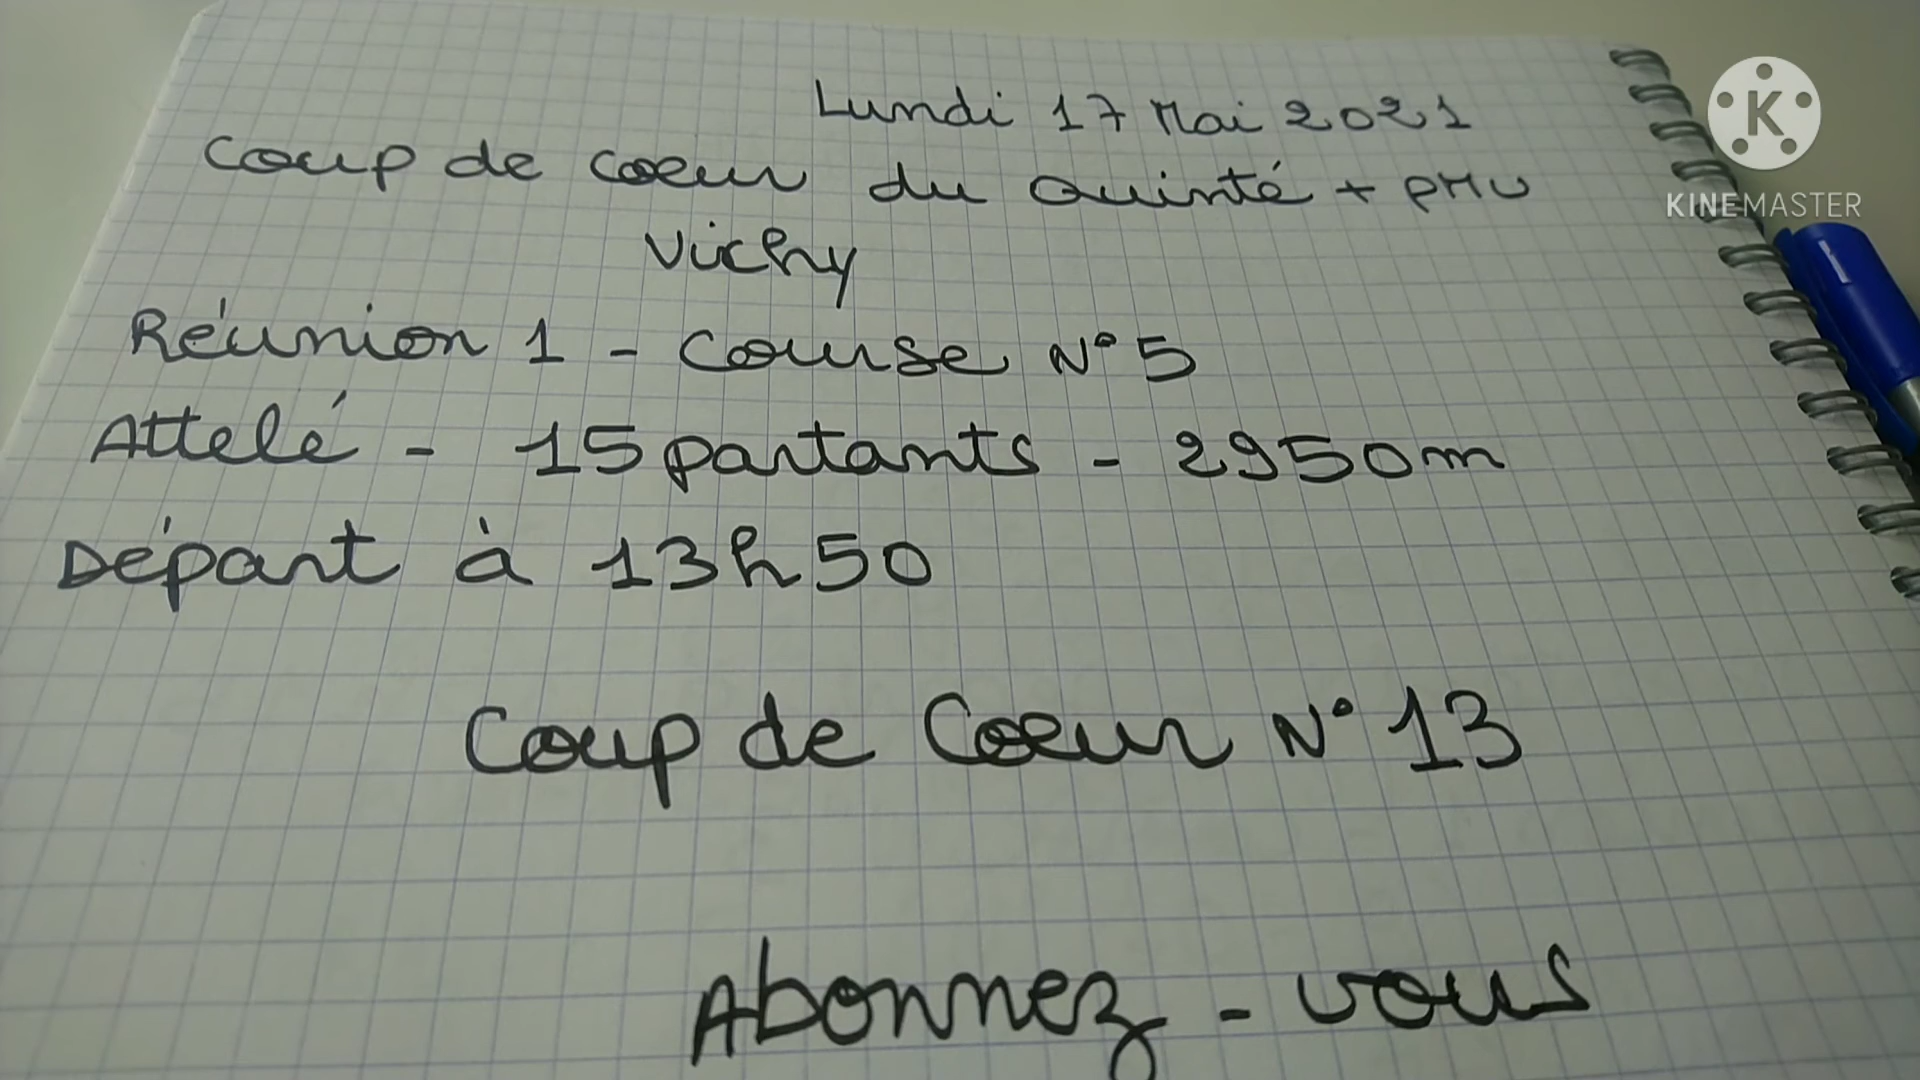 Lundi 17 Mai 2021
Coup de coeur du Quinté + PMU
Vichy
Réunion 1 - Course N° 5
Attelé - 15 partants - 2950m
Départ à 13h50
Coup de Coeur N° 13
Abonnez - vous
K
KINEMASTER